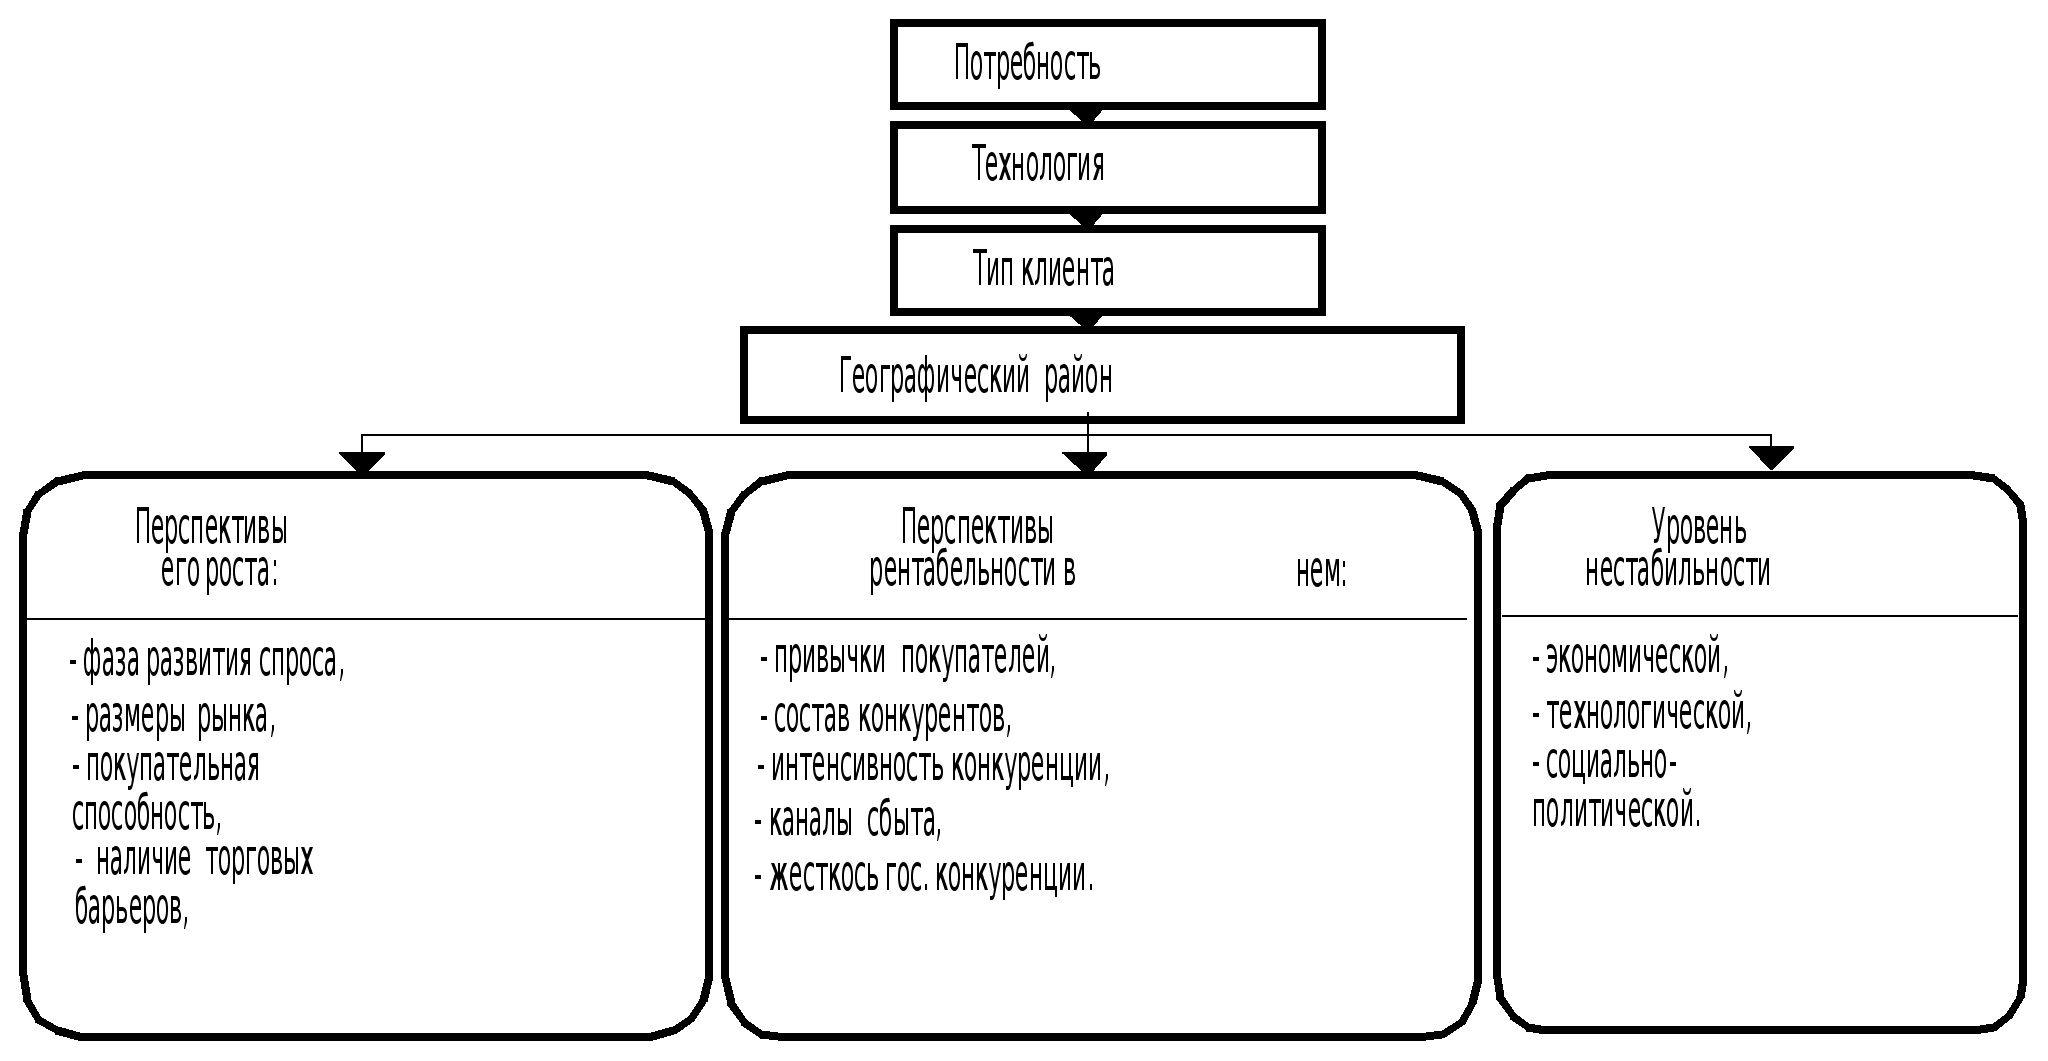 Потребность
Технология
Тип клиента
Географический район
Перспективы
его роста:
- фаза развития спроса,
- размеры рынка,
- покупательная
способность,
- наличие торговых
барьеров,
Перспективы
рентабельности в нем:
- привычки покупателей,
- состав конкурентов,
- интенсивность конкуренции,
- каналы сбыта,
- жесткось гос. конкуренции.
Уровень
нестабильности
- экономической,
- технологической,
- социально-
политической.